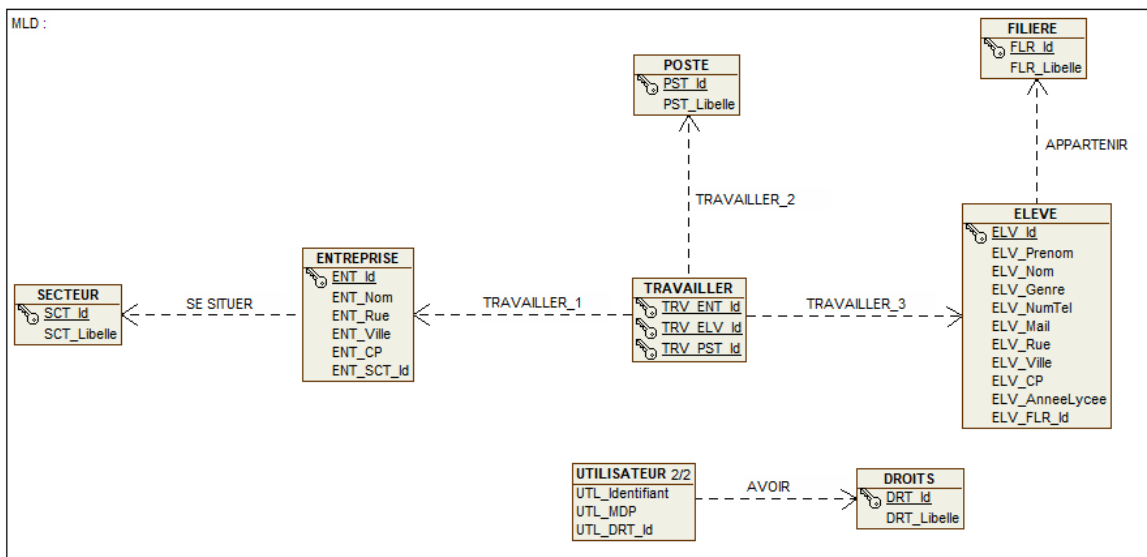 MLD :
FILIERE
FLR_Id
FLR_Libelle
POSTE
PST_Id
PST_Libelle
APPARTENIR
TRAVAILLER_2
ELEVE
ELV_Id
ELV_Prenom
ELV_Nom
ELV_Genre
ELV_NumTel
ELV_Mail
ELV_Rue
ELV_Ville
ELV_CP
ELV_AnneeLycee
ELV_FLR_Id
ENTREPRISE
ENT_Id
ENT_Nom
ENT_Rue
ENT_Ville
ENT_CP
ENT_SCT_Id
SECTEUR
SCT_Id
SCT_Libelle
SE SITUER
TRAVAILLER_1
TRAVAILLER
TRV_ENT_Id
TRV_ELV_Id
TRV_PST_Id
TRAVAILLER_3
UTILISATEUR 2/2
UTL_Identifiant
UTL_MDP
UTL_DRT_Id
AVOIR
DROITS
DRT_Id
DRT_Libelle